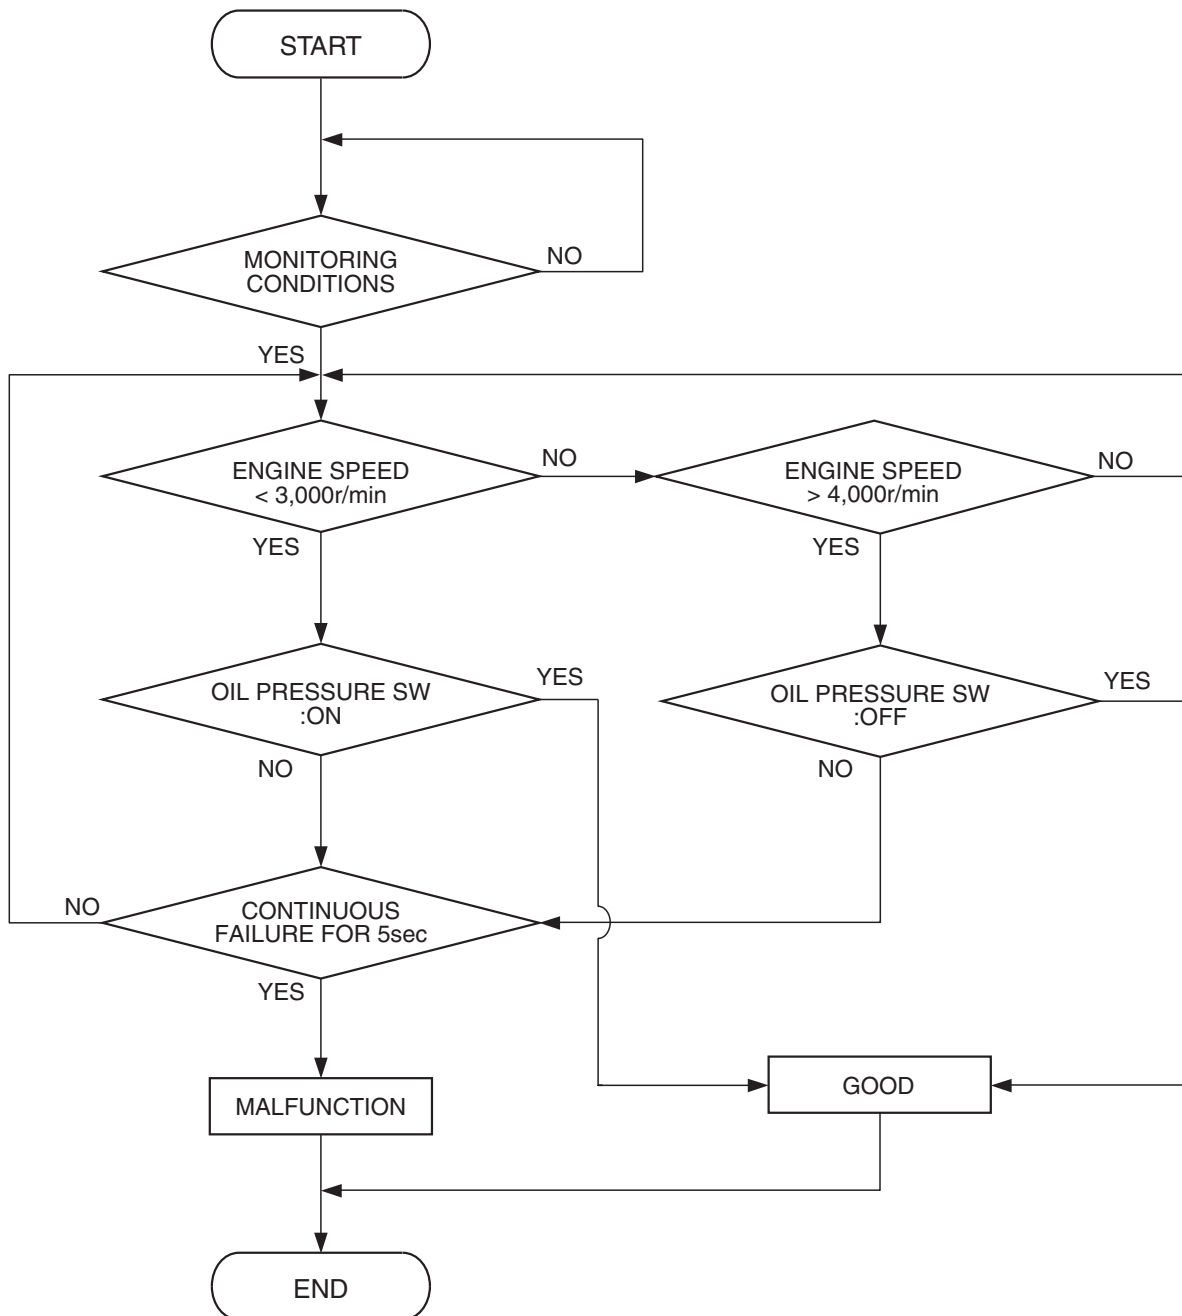 START
MONITORING
CONDITIONS
NO
YES
ENGINE SPEED
< 3,000r/min
NO
ENGINE SPEED
> 4,000r/min
NO
YES
YES
OIL PRESSURE SW
:ON
YES
OIL PRESSURE SW
:OFF
YES
NO
NO
CONTINUOUS
FAILURE FOR 5sec
NO
YES
MALFUNCTION
GOOD
END